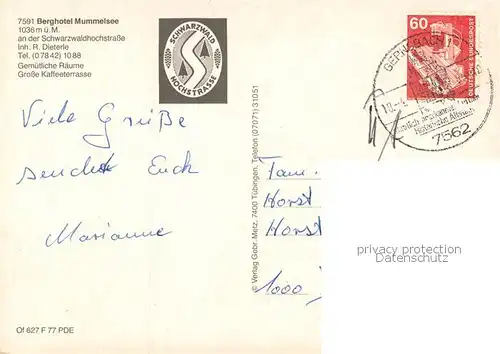 7591 Berghotel Mummelsee
1036 m ü. M.
an der Schwarzwaldhochstraße
Inh. R. Dieterle
Tel. (07842) 1088
Gemütliche Räume
Große Kaffeeterrasse
SCHWARZWALD
HOCHSTRASSE
60
DEUTSCHE BUNDESPOST
GERNSBACH
7562
Viele Grüße
sendet Euch
Marianne
© Verlag Gebr. Metz, 7400 Tübingen, Telefon (07071) 31051
Fam.
Horst
Horst
1000
privacy protection
Datenschutz
Of 627 F 77 PDE